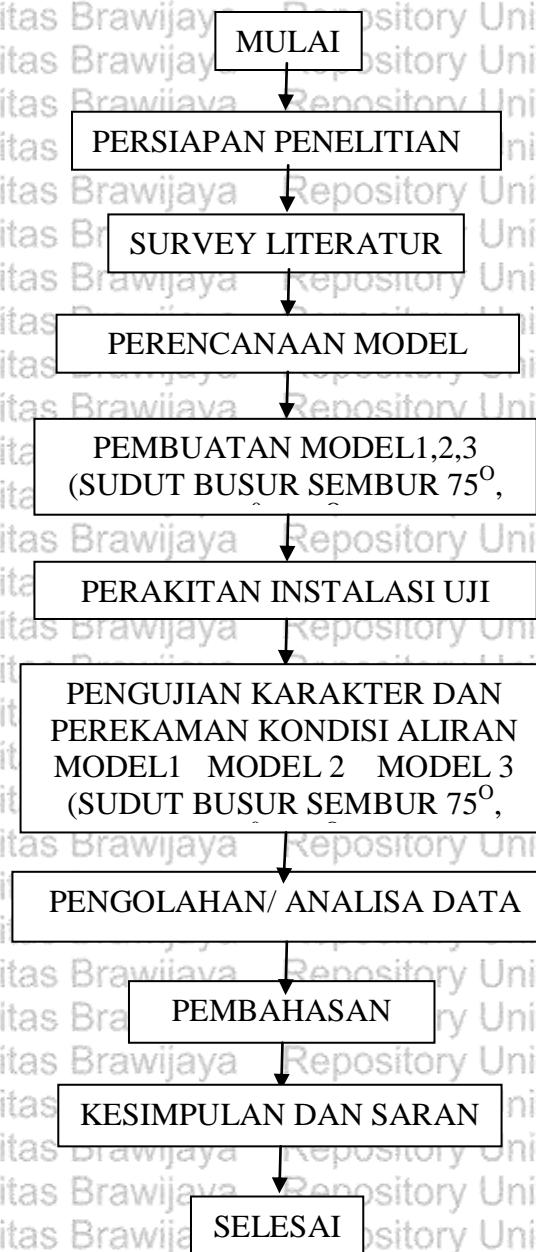 MULAI
PERSIAPAN PENELITIAN
SURVEY LITERATUR
PERENCANAAN MODEL
PEMBUATAN MODEL1,2,3
(SUDUT BUSUR SEMBUR 75⁰,
PERAKITAN INSTALASI UJI
PENGUJIAN KARAKTER DAN
PEREKAMAN KONDISI ALIRAN
MODEL1 MODEL 2 MODEL 3
(SUDUT BUSUR SEMBUR 75⁰,
PENGOLAHAN/ ANALISA DATA
PEMBAHASAN
KESIMPULAN DAN SARAN
SELESAI